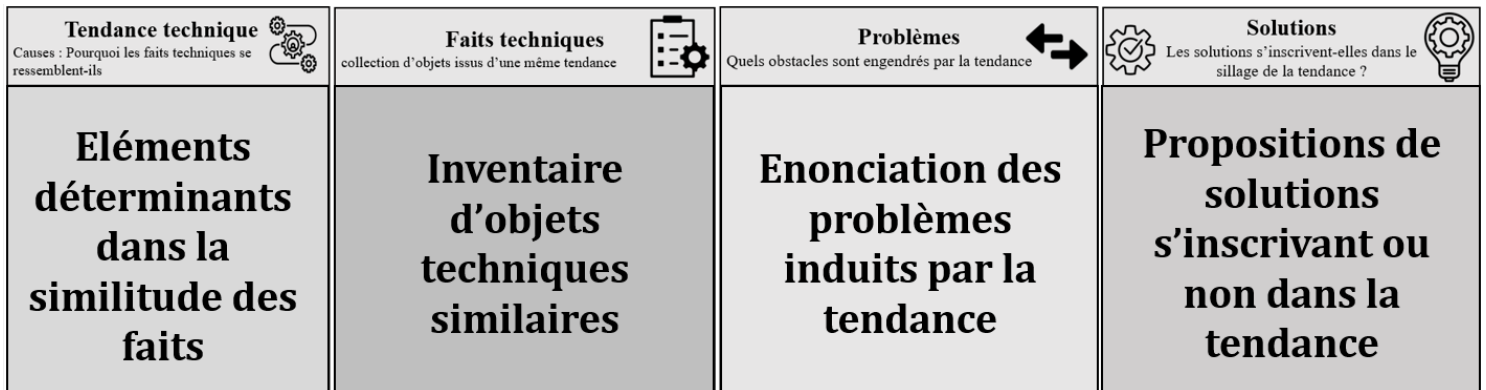 Tendance technique
Causes : Pourquoi les faits techniques se
ressemblent-ils
Eléments
déterminants
dans la
similitude des
faits
Faits techniques
collection d’objets issus d’une même tendance
Inventaire
d’objets
techniques
similaires
Problèmes
Quels obstacles sont engendrés par la tendance
Enonciation des
problèmes
induits par la
tendance
Solutions
Les solutions s’inscrivent-elles dans le
sillage de la tendance ?
Propositions de
solutions
s’inscrivant ou
non dans la
tendance